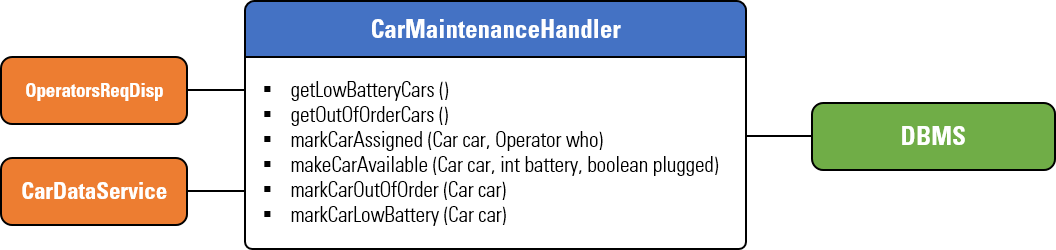 CarMaintenanceHandler
OperatorsReqDisp
CarDataService
▪ getLowBatteryCars ()
▪ getOutOfOrderCars ()
▪ markCarAssigned (Car car, Operator who)
▪ makeCarAvailable (Car car, int battery, boolean plugged)
▪ markCarOutOfOrder (Car car)
▪ markCarLowBattery (Car car)
DBMS